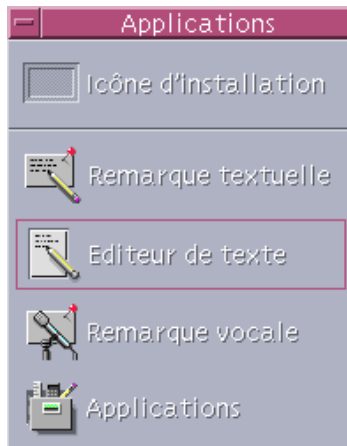 Applications
Icône d'installation
Remarque textuelle
Editeur de texte
Remarque vocale
Applications